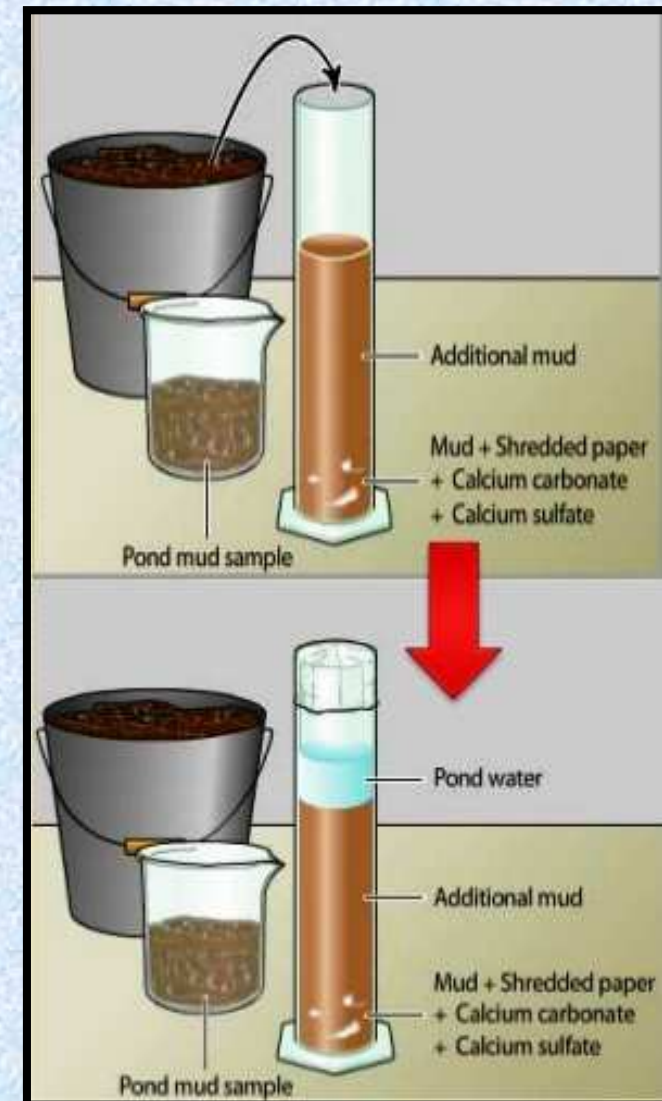 Additional mud
Mud + Shredded paper
+ Calcium carbonate
+ Calcium sulfate
Pond mud sample
Pond water
Additional mud
Mud + Shredded paper
+ Calcium carbonate
+ Calcium sulfate
Pond mud sample